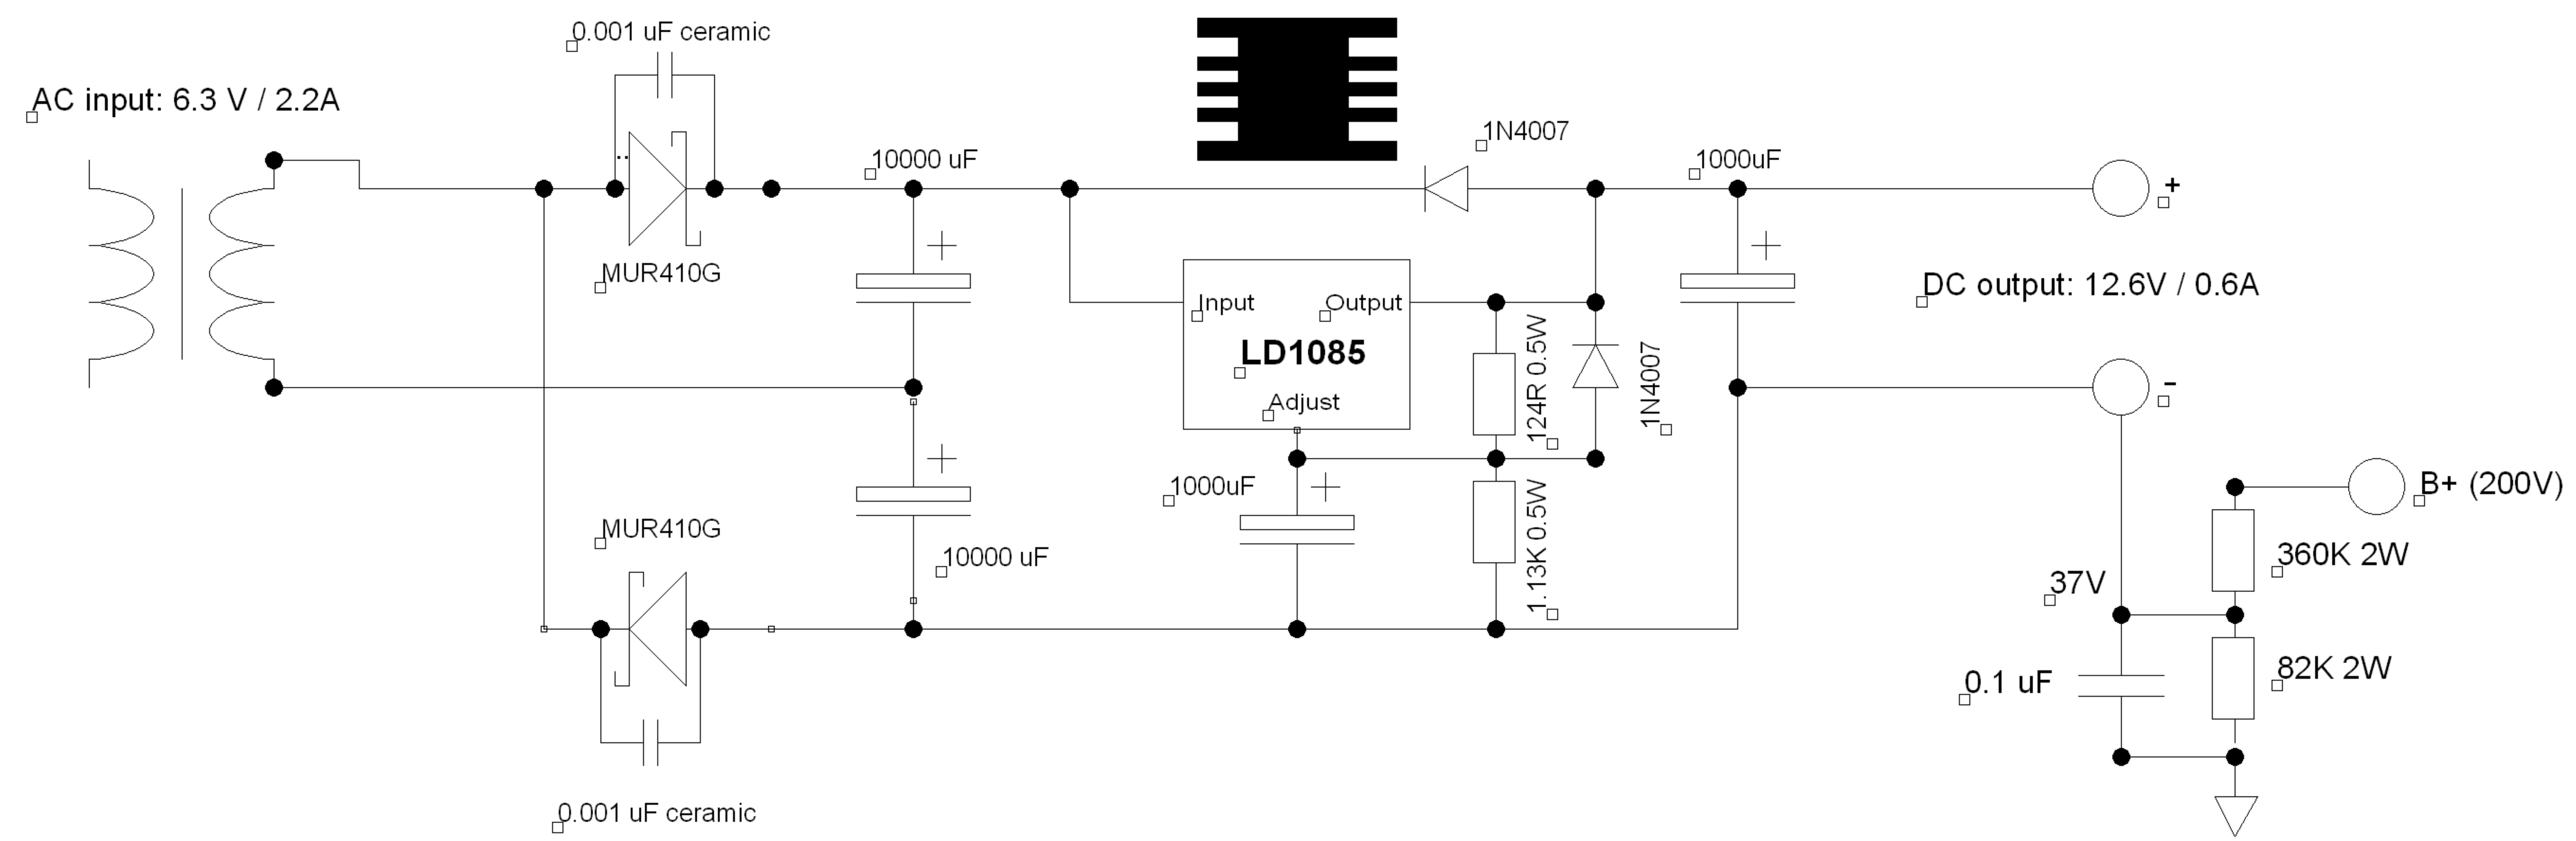 0.001 uF ceramic
AC input: 6.3 V / 2.2A
1N4007
10000 uF
1000uF
+
MUR410G
DC output: 12.6V / 0.6A
Input
Output
LD1085
Adjust
124R 0.5W
1N4007
-
1000uF
1.13K 0.5W
B+ (200V)
MUR410G
10000 uF
360K 2W
37V
82K 2W
0.1 uF
0.001 uF ceramic